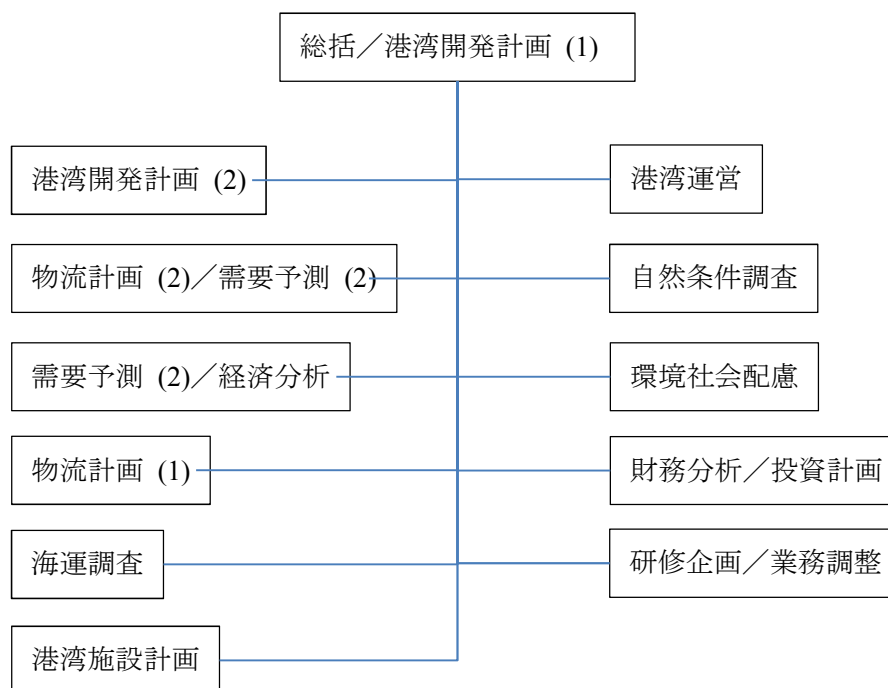 総括／港湾開発計画 (1)
港湾開発計画 (2)
港湾運営
物流計画 (2)／需要予測 (2)
自然条件調査
需要予測 (2)／経済分析
環境社会配慮
物流計画 (1)
財務分析／投資計画
海運調査
研修企画／業務調整
港湾施設計画